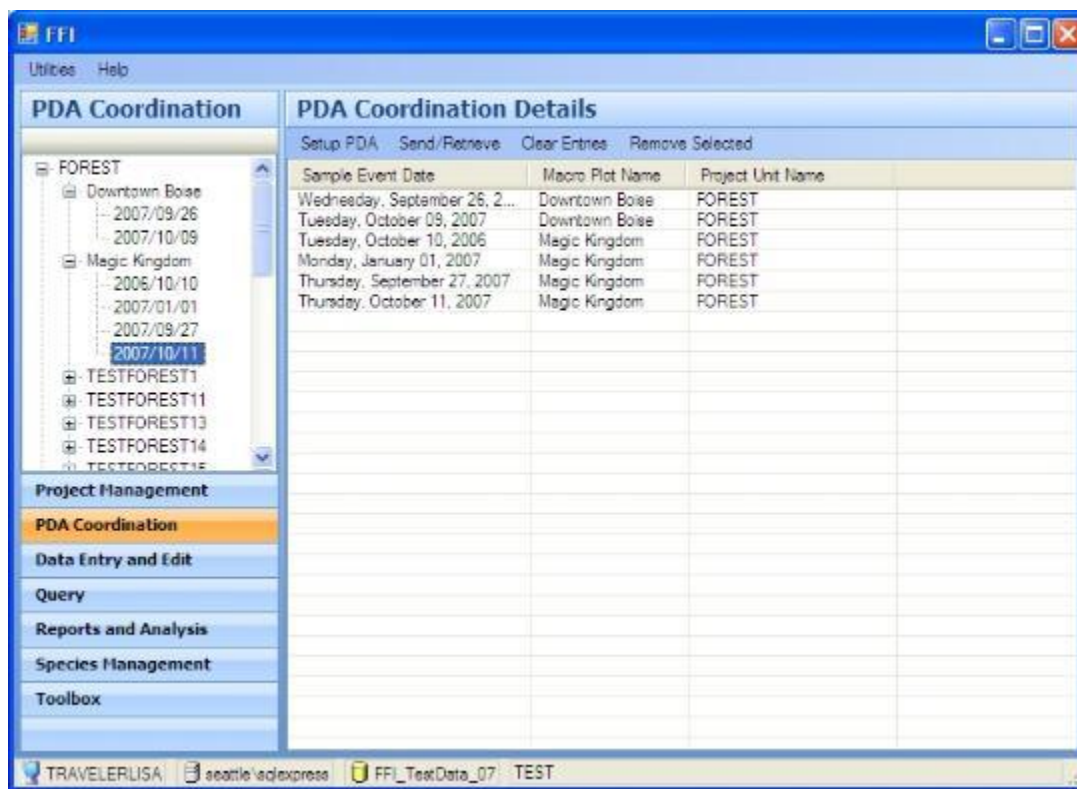 FFI
Utilities Help
PDA Coordination
FOREST
Downtown Boise
2007/09/26
2007/10/09
Magic Kingdom
2006/10/10
2007/01/01
2007/09/27
2007/10/11
TESTFOREST1
TESTFOREST11
TESTFOREST13
TESTFOREST14
TESTFOREST15
Project Management
PDA Coordination
Data Entry and Edit
Query
Reports and Analysis
Species Management
Toolbox
PDA Coordination Details
Setup PDA Send/Retrieve Clear Entries Remove Selected
Sample Event Date Macro Plot Name Project Unit Name
Wednesday, September 26, 2... Downtown Boise FOREST
Tuesday, October 09, 2007 Downtown Boise FOREST
Tuesday, October 10, 2006 Magic Kingdom FOREST
Monday, January 01, 2007 Magic Kingdom FOREST
Thursday, September 27, 2007 Magic Kingdom FOREST
Thursday, October 11, 2007 Magic Kingdom FOREST
TRAVELERLISA seattle\sqlexpress FFI_TestData_07 TEST